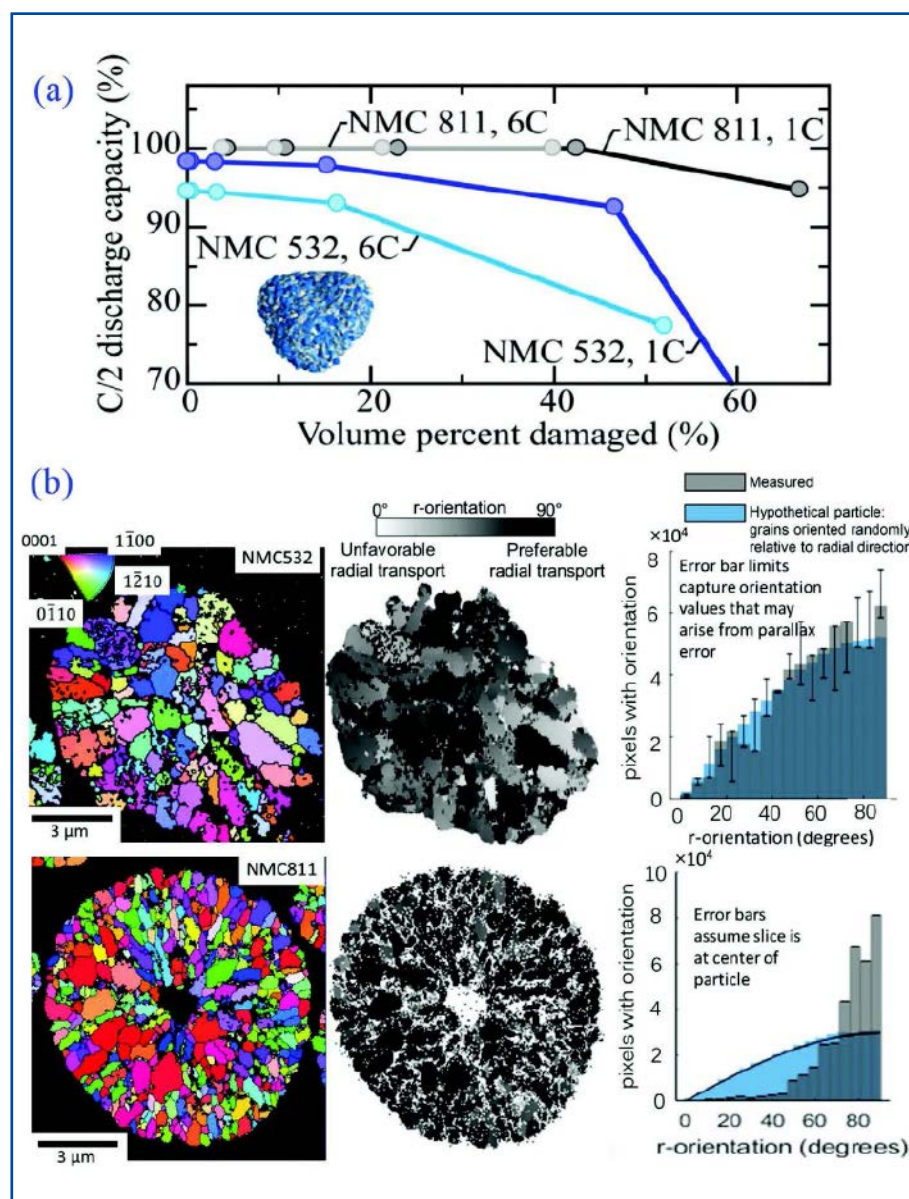 (a)
C/2 discharge capacity (%)
100
90
80
70
NMC 811, 6C
NMC 811, 1C
NMC 532, 6C
NMC 532, 1C
0
20
40
60
Volume percent damaged (%)
(b)
0001
1̄100
1̄21̄0
01̄10
NMC532
3 μm
0°
r-orientation
90°
Unfavorable
radial transport
Preferable
radial transport
Measured
Hypothetical particle:
grains oriented randomly
relative to radial direction
×10⁴
8
6
4
2
0
pixels with orientation
Error bar limits
capture orientation
values that may
arise from parallax
error
0
20
40
60
80
r-orientation (degrees)
NMC811
3 μm
×10⁴
10
8
6
4
2
0
pixels with orientation
Error bars
assume slice is
at center of
particle
0
20
40
60
80
r-orientation (degrees)